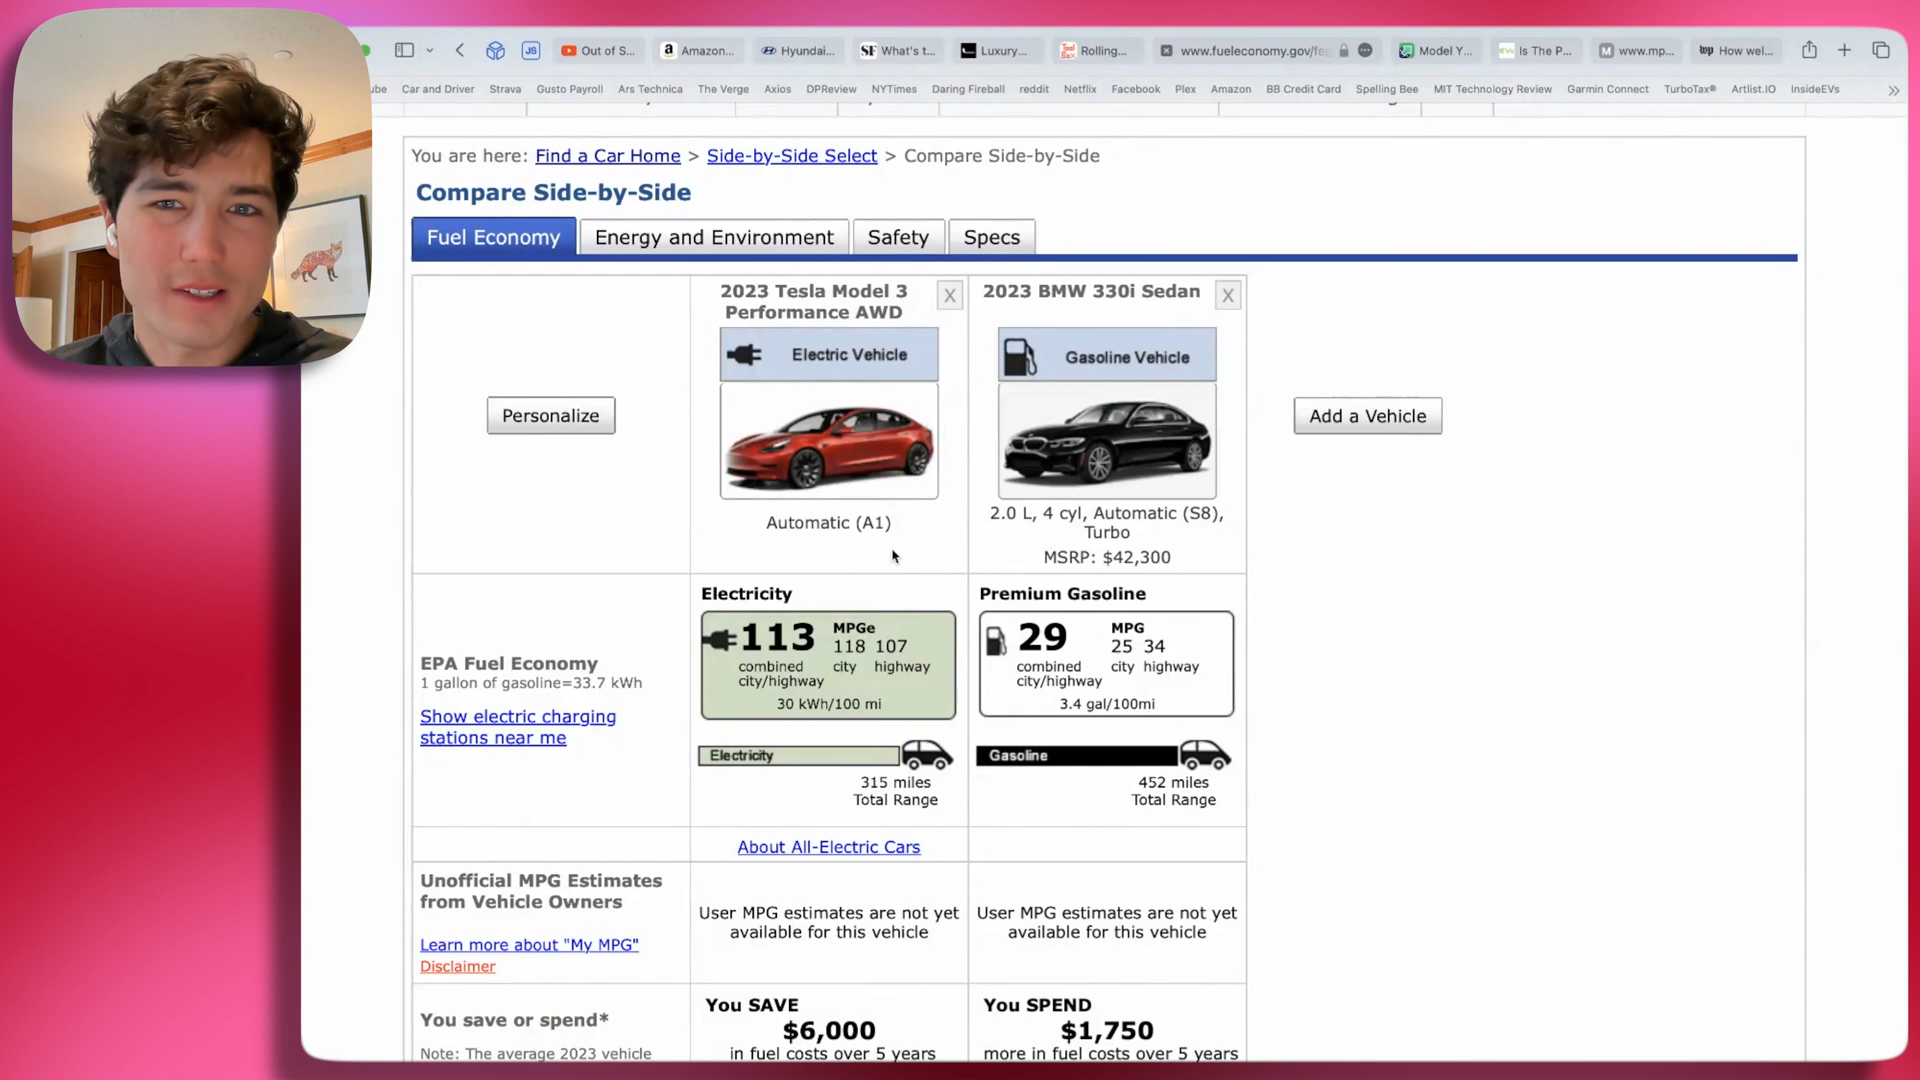 JS
Out of S...
Amazon...
Hyundai...
SF
What's t...
Luxury...
Rolling...
www.fueleconomy.gov/feg
Model Y...
Is The P...
M
www.mp...
wp
How wel...
Car and Driver
Strava
Gusto Payroll
Ars Technica
The Verge
Axios
DPReview
NYTimes
Daring Fireball
reddit
Netflix
Facebook
Plex
Amazon
BB Credit Card
Spelling Bee
MIT Technology Review
Garmin Connect
TurboTax®
Artlist.IO
InsideEVs
You are here: Find a Car Home > Side-by-Side Select > Compare Side-by-Side
Compare Side-by-Side
Fuel Economy
Energy and Environment
Safety
Specs
2023 Tesla Model 3
Performance AWD
X
2023 BMW 330i Sedan
X
Electric Vehicle
Gasoline Vehicle
Personalize
Add a Vehicle
Automatic (A1)
2.0 L, 4 cyl, Automatic (S8),
Turbo
MSRP: $42,300
Electricity
Premium Gasoline
EPA Fuel Economy
1 gallon of gasoline=33.7 kWh
Show electric charging
stations near me
113
combined
city/highway
MPGe
118 107
city highway
30 kWh/100 mi
29
combined
city/highway
MPG
25 34
city highway
3.4 gal/100mi
Electricity
315 miles
Total Range
Gasoline
452 miles
Total Range
About All-Electric Cars
Unofficial MPG Estimates
from Vehicle Owners
Learn more about "My MPG"
Disclaimer
User MPG estimates are not yet
available for this vehicle
User MPG estimates are not yet
available for this vehicle
You save or spend*
Note: The average 2023 vehicle
You SAVE
$6,000
in fuel costs over 5 years
You SPEND
$1,750
more in fuel costs over 5 years